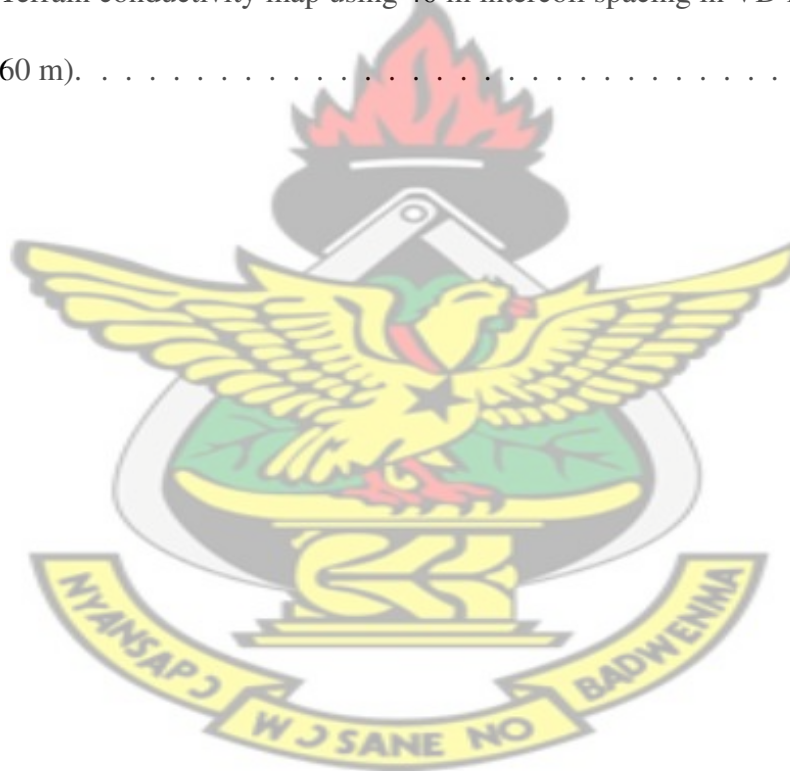 Terrain conductivity map using 40 m intercoil spacing in VD
60 m). . . . . . . . . . . . . . . . . . . . . . . . . . . . . .
NYANSAPƆ
WƆSANE NO
BADWENMA